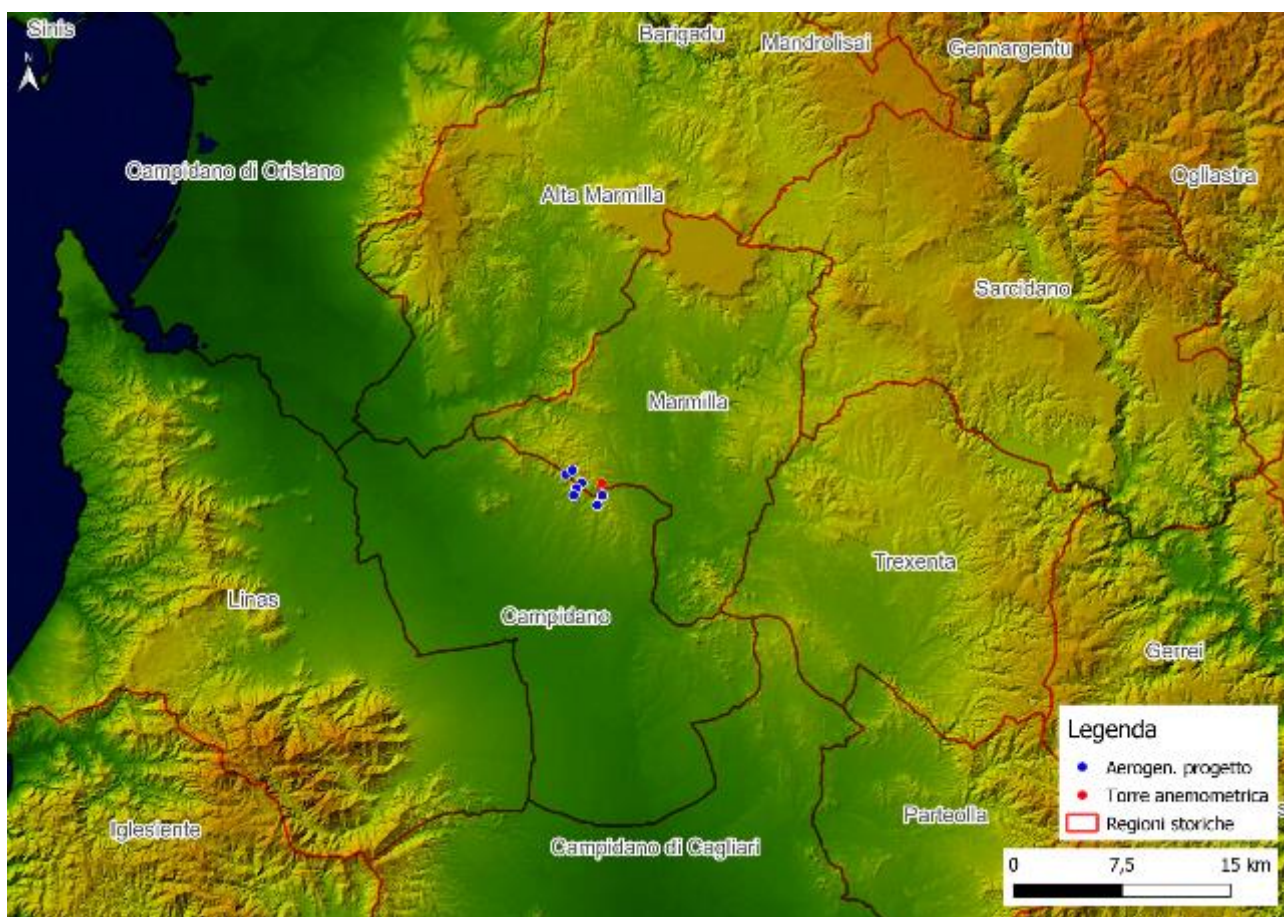 Sinis
Barigadu
Mandrolisai
Gennargentu
N
Campidano di Oristano
Ogliastra
Alta Marmilla
Sarcidano
Marmilla
Trexenta
Linas
Campidano
Gerrei
Legenda
Aerogen. progetto
Torre anemometrica
Regioni storiche
Parteolla
Iglesiente
Campidano di Cagliari
0 7,5 15 km